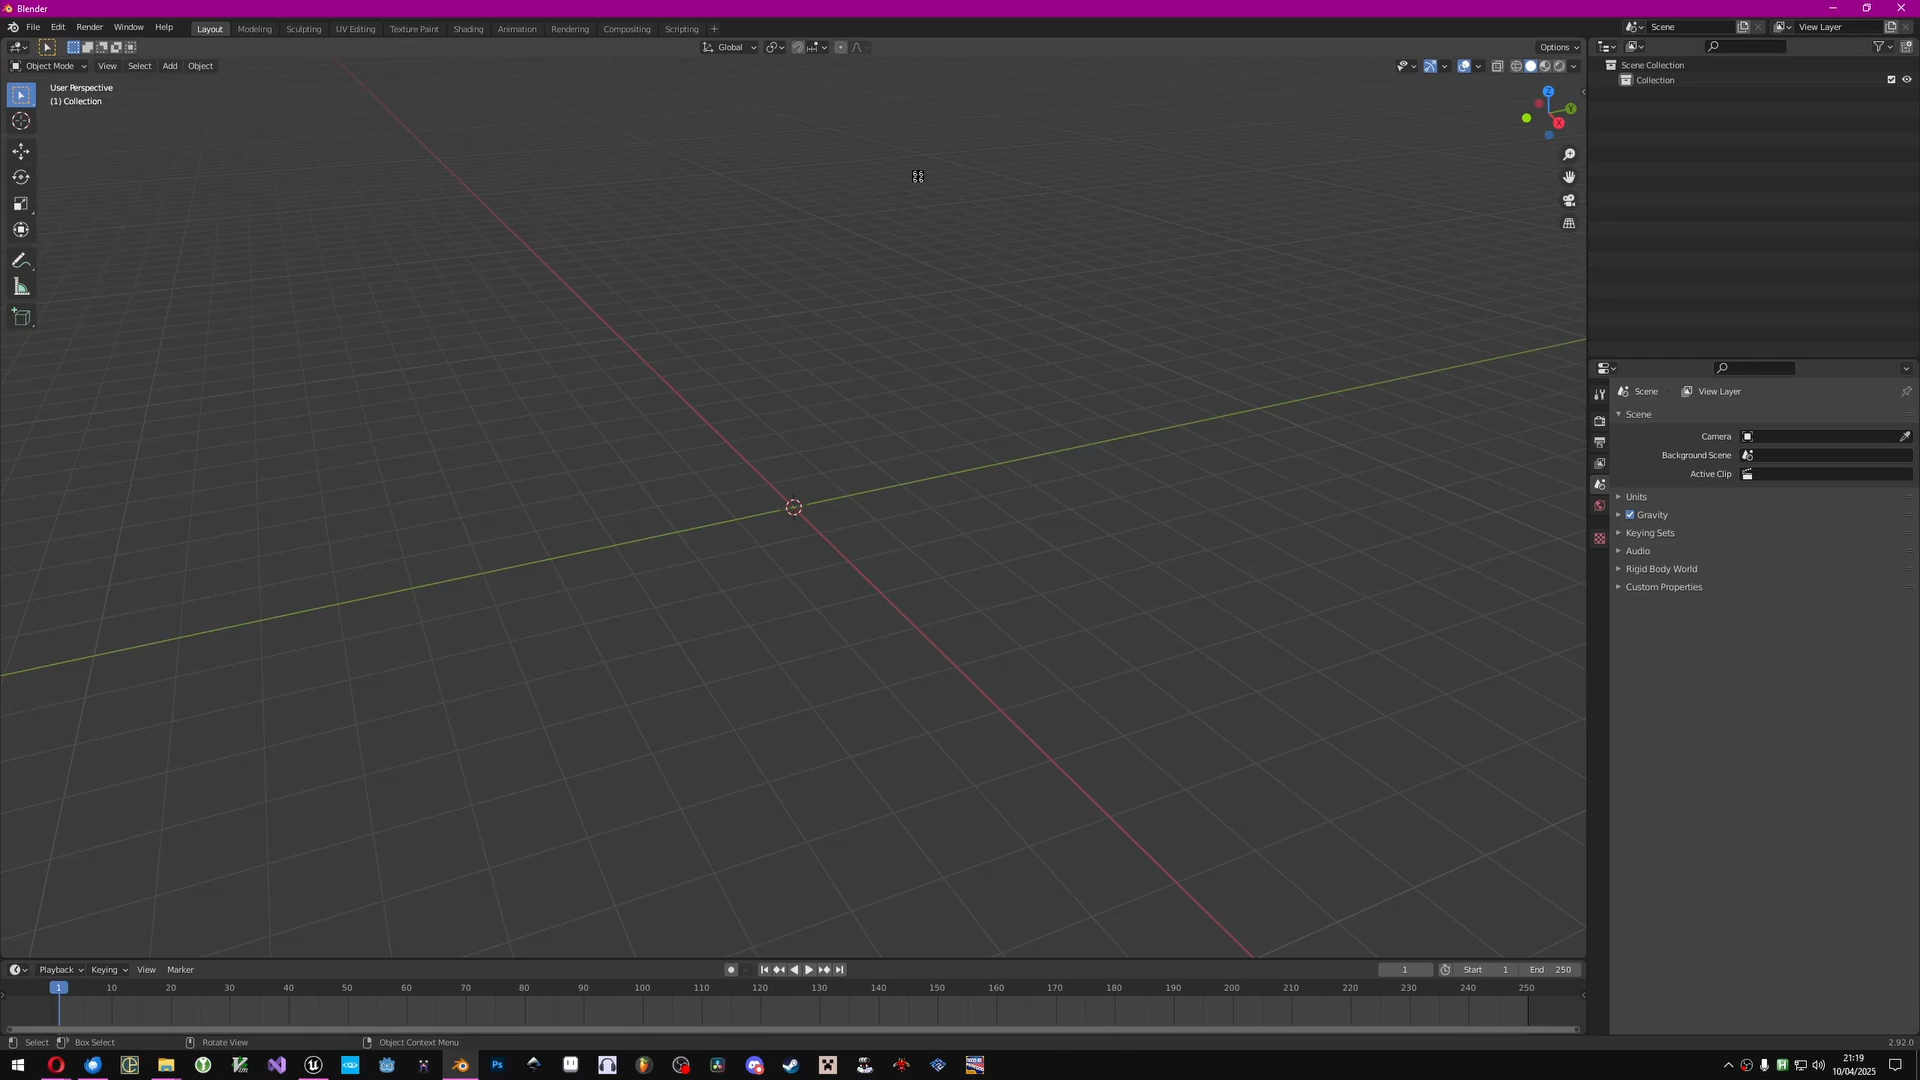 Blender
File Edit Render Window Help
Layout Modeling Sculpting UV Editing Texture Paint Shading Animation Rendering Compositing Scripting +
Scene
View Layer
Global
Options
Object Mode View Select Add Object
User Perspective
(1) Collection
Z
Y
X
Scene Collection
Collection
Scene View Layer
Scene
Camera
Background Scene
Active Clip
Units
Gravity
Keying Sets
Audio
Rigid Body World
Custom Properties
Playback Keying View Marker
1
Start 1
End 250
1 10 20 30 40 50 60 70 80 90 100 110 120 130 140 150 160 170 180 190 200 210 220 230 240 250
Select Box Select Rotate View Object Context Menu
2.92.0
Ps
21:19
10/04/2025